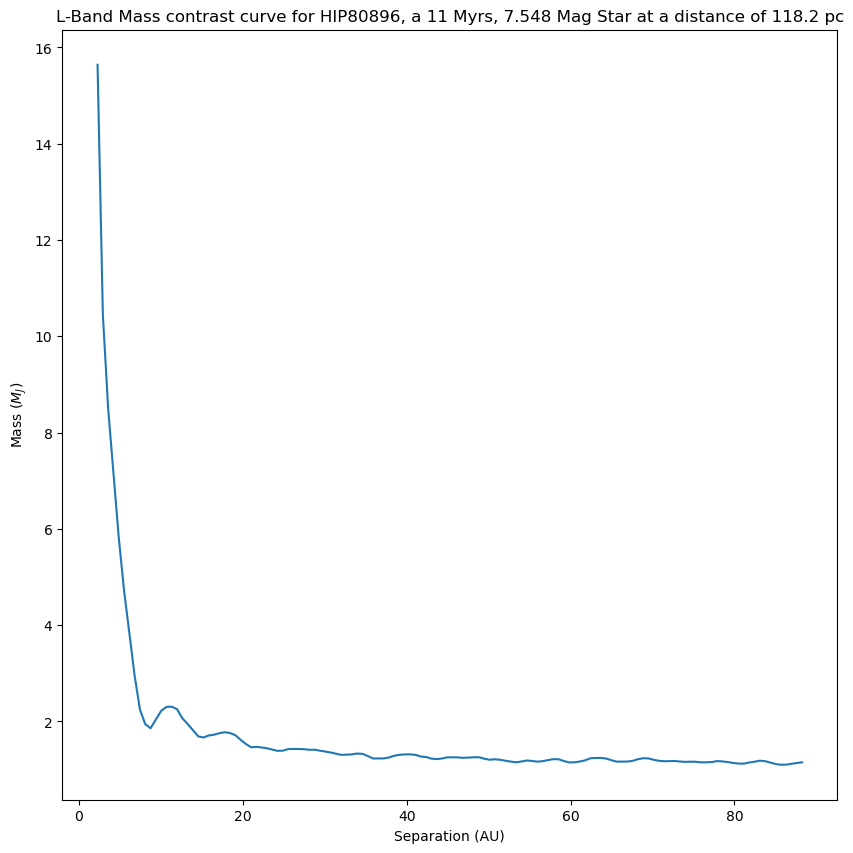 L-Band Mass contrast curve for HIP80896, a 11 Myrs, 7.548 Mag Star at a distance of 118.2 pc
16
14
12
10
8
6
4
2
Mass (M_J)
0 20 40 60 80
Separation (AU)